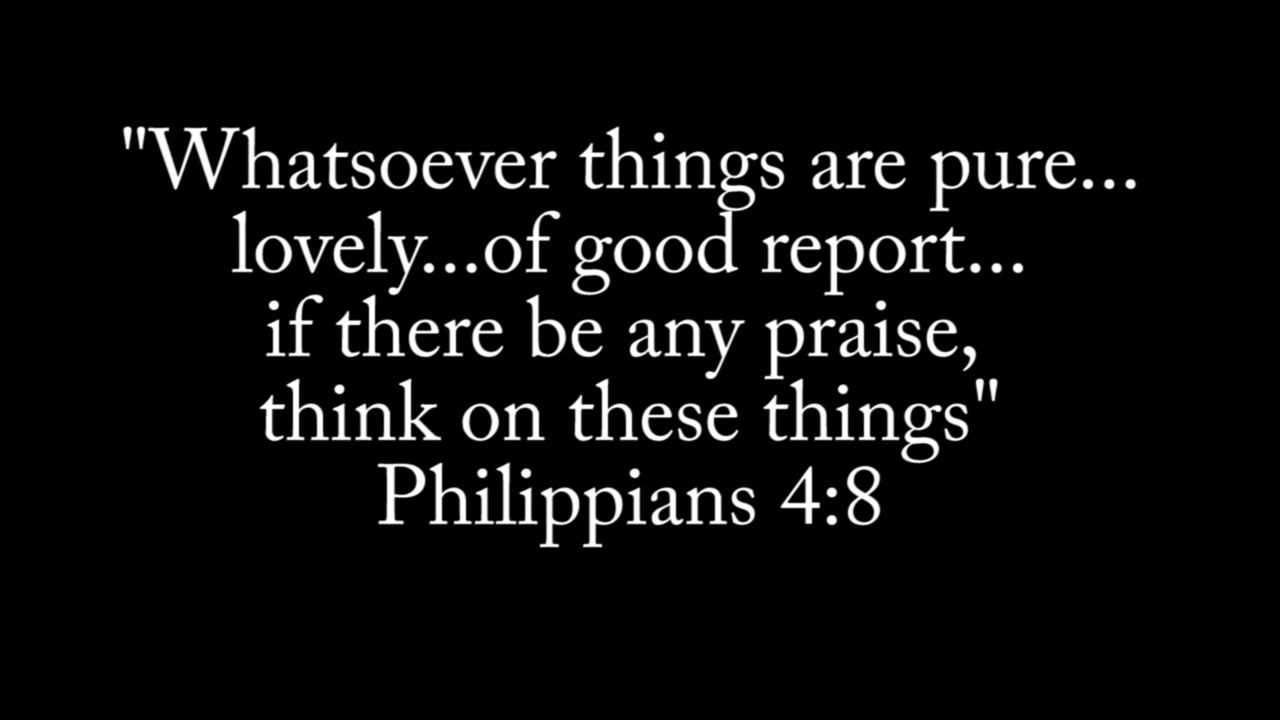 "Whatsoever things are pure...
lovely...of good report...
if there be any praise,
think on these things"
Philippians 4:8